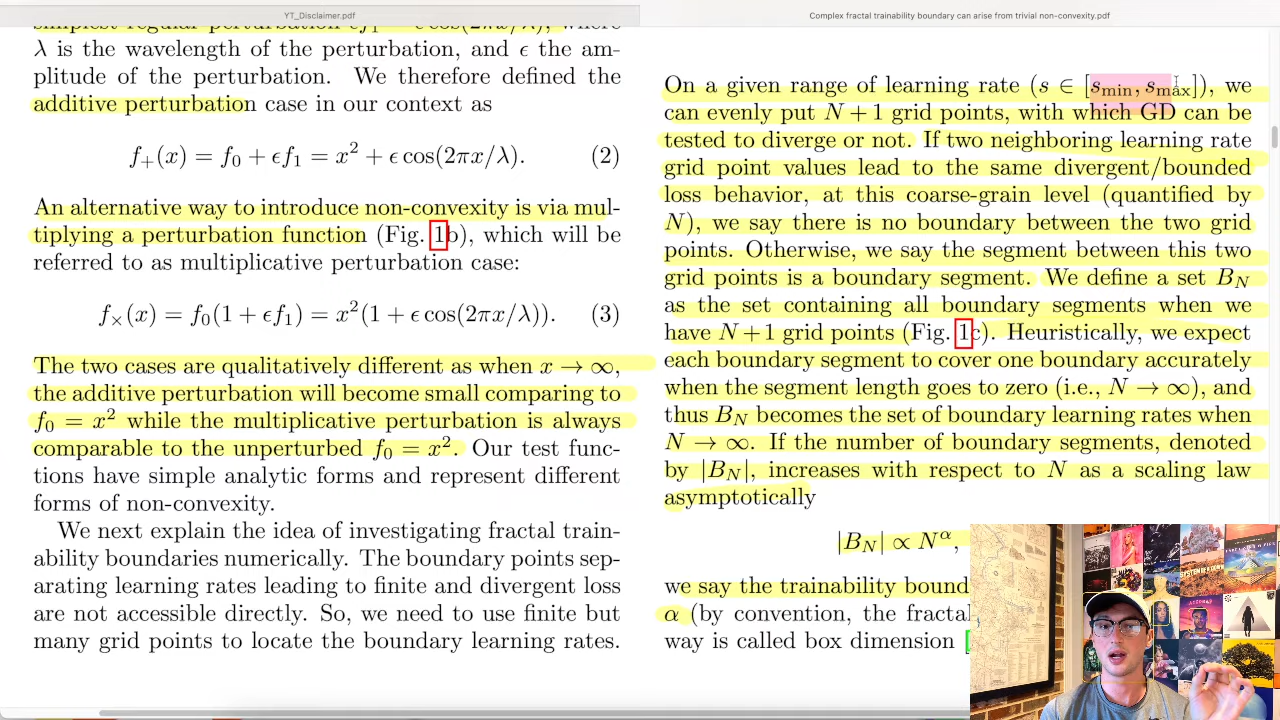 YT_Disclaimer.pdf
Complex fractal trainability boundary can arise from trivial non-convexity.pdf
λ is the wavelength of the perturbation, and ϵ the am-
plitude of the perturbation. We therefore defined the
additive perturbation case in our context as
f₊(x) = f₀ + ϵf₁ = x² + ϵ cos(2πx/λ). (2)
An alternative way to introduce non-convexity is via mul-
tiplying a perturbation function (Fig. 1b), which will be
referred to as multiplicative perturbation case:
f×(x) = f₀(1 + ϵf₁) = x²(1 + ϵ cos(2πx/λ)). (3)
The two cases are qualitatively different as when x → ∞,
the additive perturbation will become small comparing to
f₀ = x² while the multiplicative perturbation is always
comparable to the unperturbed f₀ = x². Our test func-
tions have simple analytic forms and represent different
forms of non-convexity.
We next explain the idea of investigating fractal train-
ability boundaries numerically. The boundary points sep-
arating learning rates leading to finite and divergent loss
are not accessible directly. So, we need to use finite but
many grid points to locate the boundary learning rates.
On a given range of learning rate (s ∈ [s_min, s_max]), we
can evenly put N + 1 grid points, with which GD can be
tested to diverge or not. If two neighboring learning rate
grid point values lead to the same divergent/bounded
loss behavior, at this coarse-grain level (quantified by
N), we say there is no boundary between the two grid
points. Otherwise, we say the segment between this two
grid points is a boundary segment. We define a set B_N
as the set containing all boundary segments when we
have N + 1 grid points (Fig. 1c). Heuristically, we expect
each boundary segment to cover one boundary accurately
when the segment length goes to zero (i.e., N → ∞), and
thus B_N becomes the set of boundary learning rates when
N → ∞. If the number of boundary segments, denoted
by |B_N|, increases with respect to N as a scaling law
asymptotically
|B_N| ∝ N^α,
we say the trainability bound
α (by convention, the fractal
way is called box dimension [